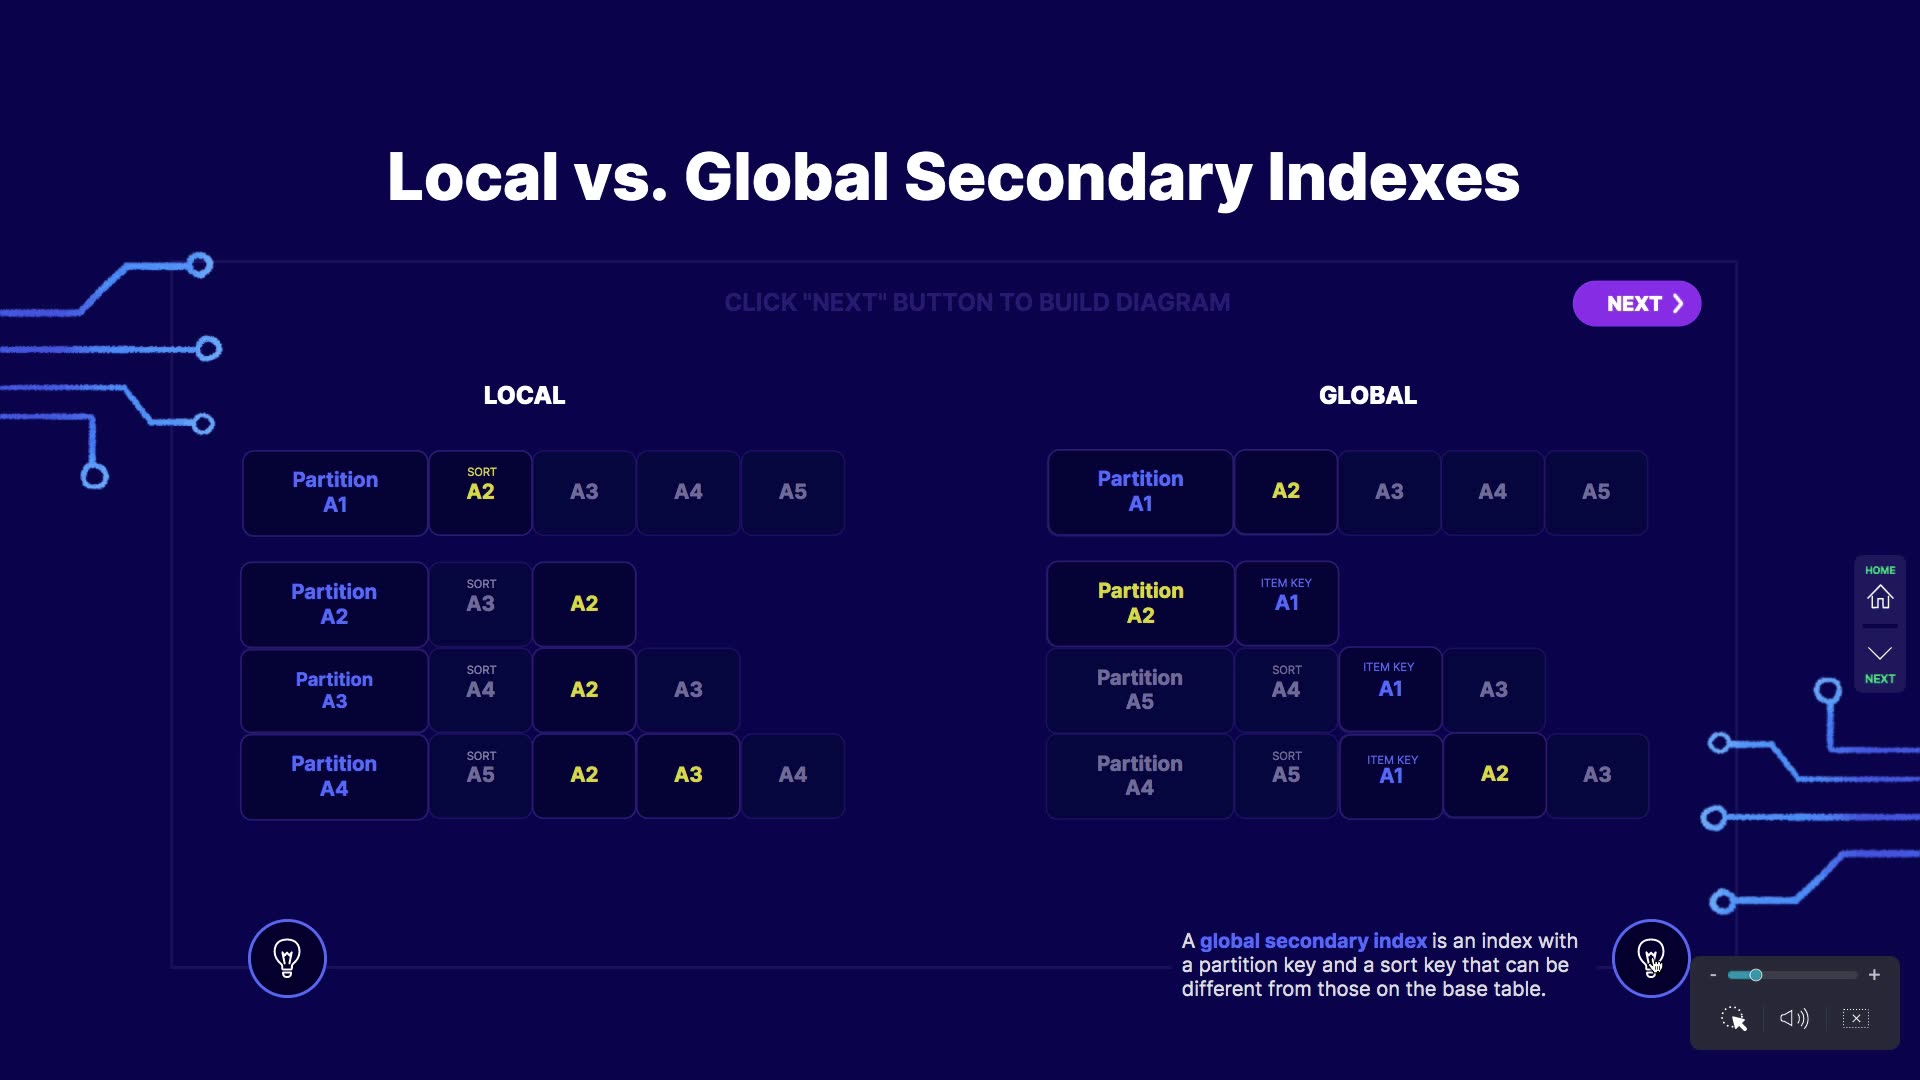 Local vs. Global Secondary Indexes
CLICK "NEXT" BUTTON TO BUILD DIAGRAM
NEXT
LOCAL
Partition
A1
SORT
A2
A3
A4
A5
Partition
A2
SORT
A3
A2
Partition
A3
SORT
A4
A2
A3
Partition
A4
SORT
A5
A2
A3
A4
GLOBAL
Partition
A1
A2
A3
A4
A5
Partition
A2
ITEM KEY
A1
Partition
A5
SORT
A4
ITEM KEY
A1
A3
Partition
A4
SORT
A5
ITEM KEY
A1
A2
A3
A global secondary index is an index with
a partition key and a sort key that can be
different from those on the base table.
HOME
NEXT
- +